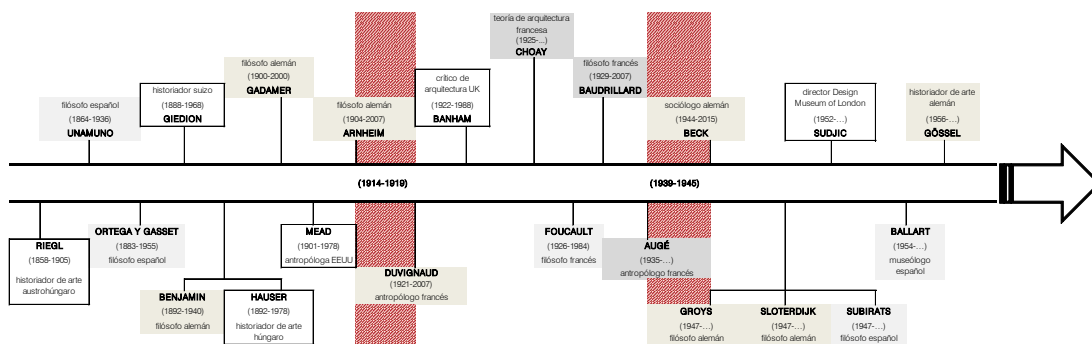 teoría de arquitectura
francesa
(1925-...)
CHOAY
filósofo alemán
(1900-2000)
GADAMER
filósofo francés
(1929-2007)
BAUDRILLARD
historiador suizo
(1888-1968)
GIEDION
crítico de
arquitectura UK
(1922-1988)
BANHAM
director Design
Museum of London
(1952-...)
SUDJIC
historiador de arte
alemán
(1956-...)
GÖSSEL
filósofo español
(1864-1936)
UNAMUNO
filósofo alemán
(1904-2007)
ARNHEIM
sociólogo alemán
(1944-2015)
BECK
(1914-1919)
(1939-1945)
RIEGL
(1858-1905)
historiador de arte
austrohúngaro
ORTEGA Y GASSET
(1883-1955)
filósofo español
MEAD
(1901-1978)
antropóloga EEUU
FOUCAULT
(1926-1984)
filósofo francés
AUGÉ
(1935-...)
antropólogo francés
BALLART
(1954-...)
museólogo
español
DUVIGNAUD
(1921-2007)
antropólogo francés
BENJAMIN
(1892-1940)
filósofo alemán
HAUSER
(1892-1978)
historiador de arte
húngaro
GROYS
(1947-...)
filósofo alemán
SLOTERDIJK
(1947-...)
filósofo alemán
SUBIRATS
(1947-...)
filósofo español